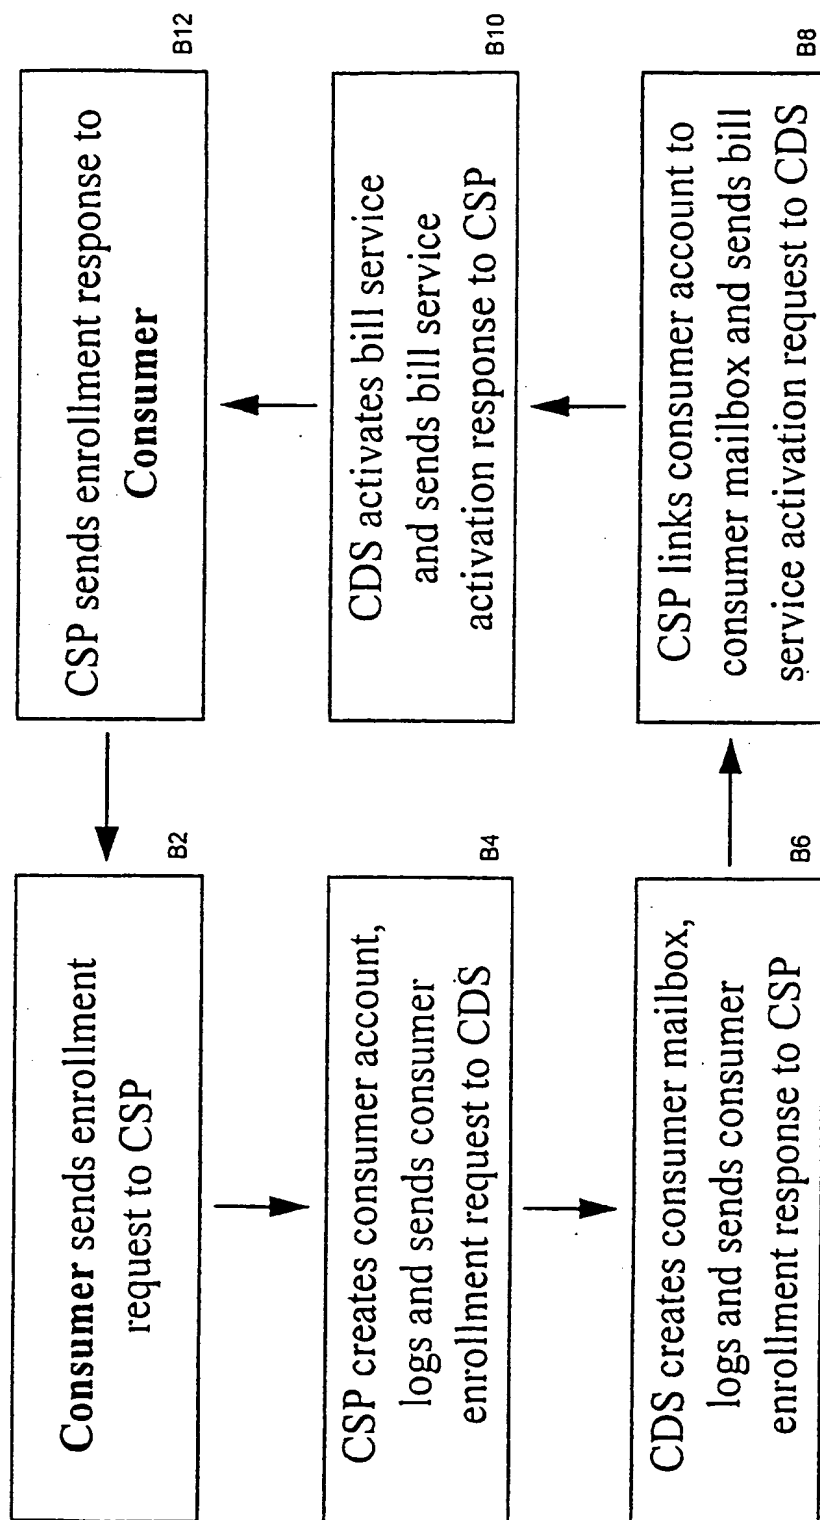 Consumer sends enrollment
request to CSP
B2
CSP creates consumer account,
logs and sends consumer
enrollment request to CDS
B4
CDS creates consumer mailbox,
logs and sends consumer
enrollment response to CSP
B6
CSP links consumer account to
consumer mailbox and sends bill
service activation request to CDS
B8
CDS activates bill service
and sends bill service
activation response to CSP
B10
CSP sends enrollment response to
Consumer
B12